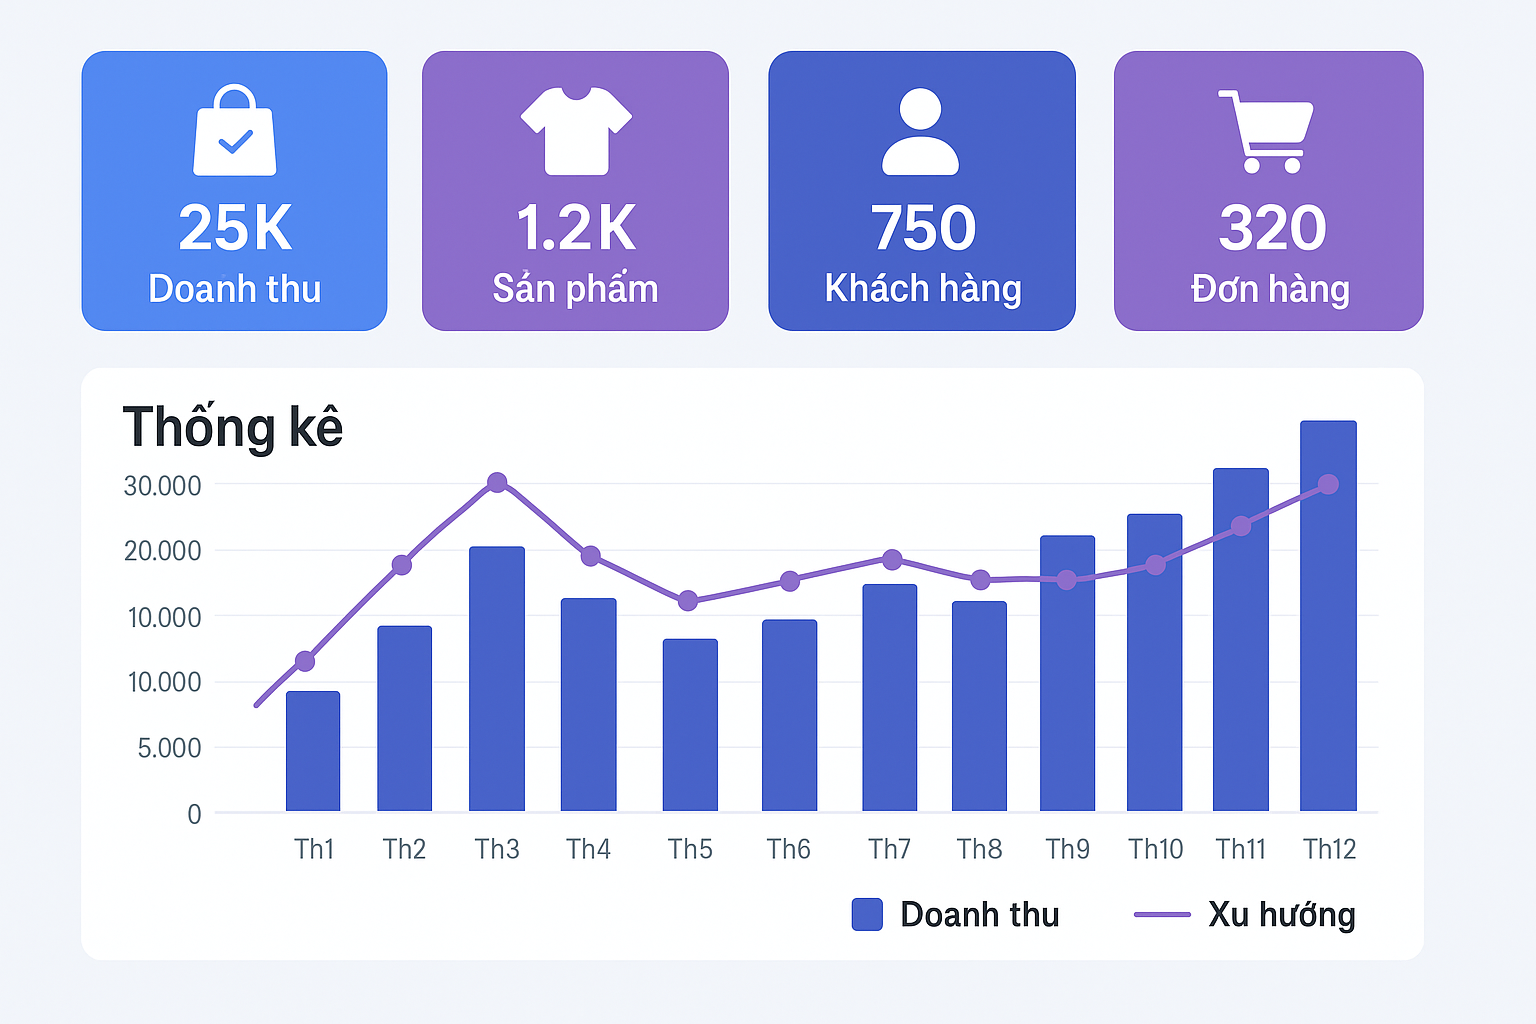 25K
Doanh thu
1.2K
Sản phẩm
750
Khách hàng
320
Đơn hàng
Thống kê
30.000
20.000
10.000
10.000
5.000
0
Th1 Th2 Th3 Th4 Th5 Th6 Th7 Th8 Th9 Th10 Th11 Th12
Doanh thu Xu hướng